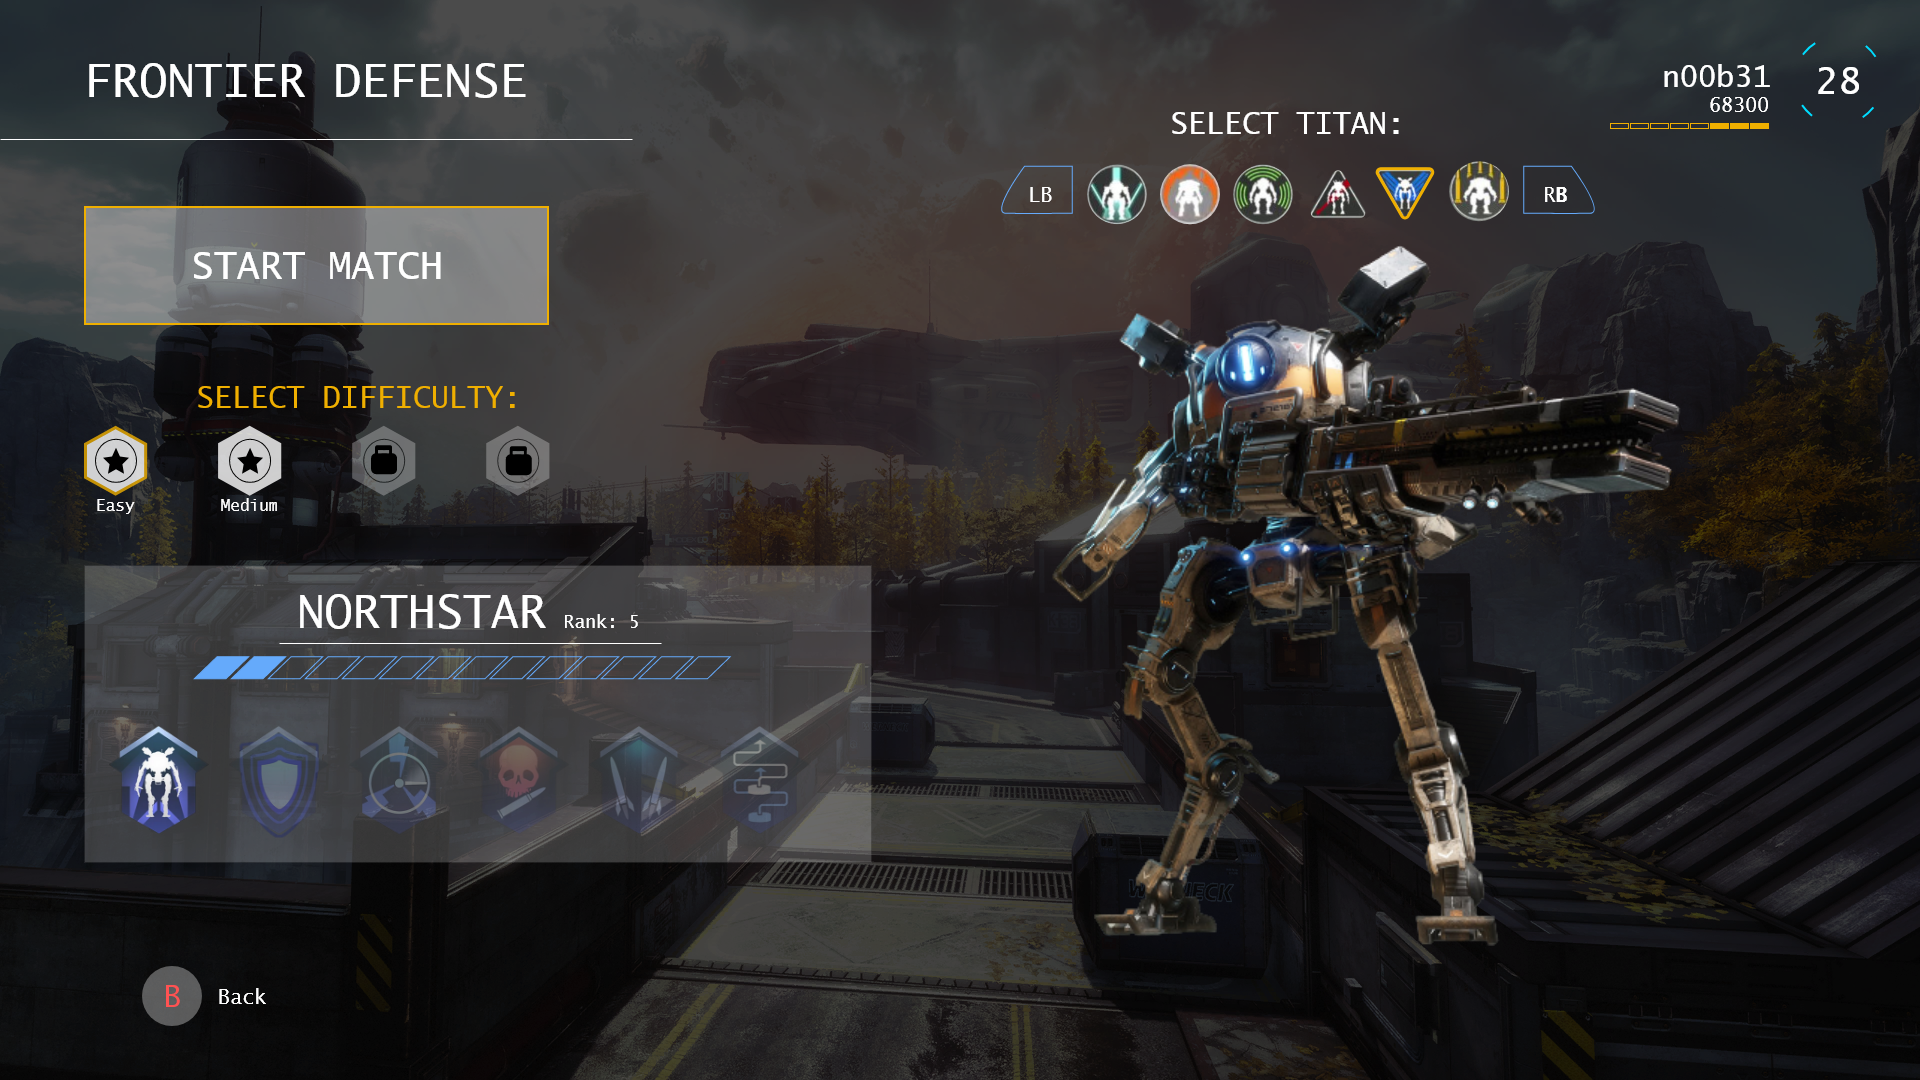 FRONTIER DEFENSE
n00b31
68300
28
SELECT TITAN:
LB
RB
START MATCH
SELECT DIFFICULTY:
Easy
Medium
NORTHSTAR Rank: 5
B Back